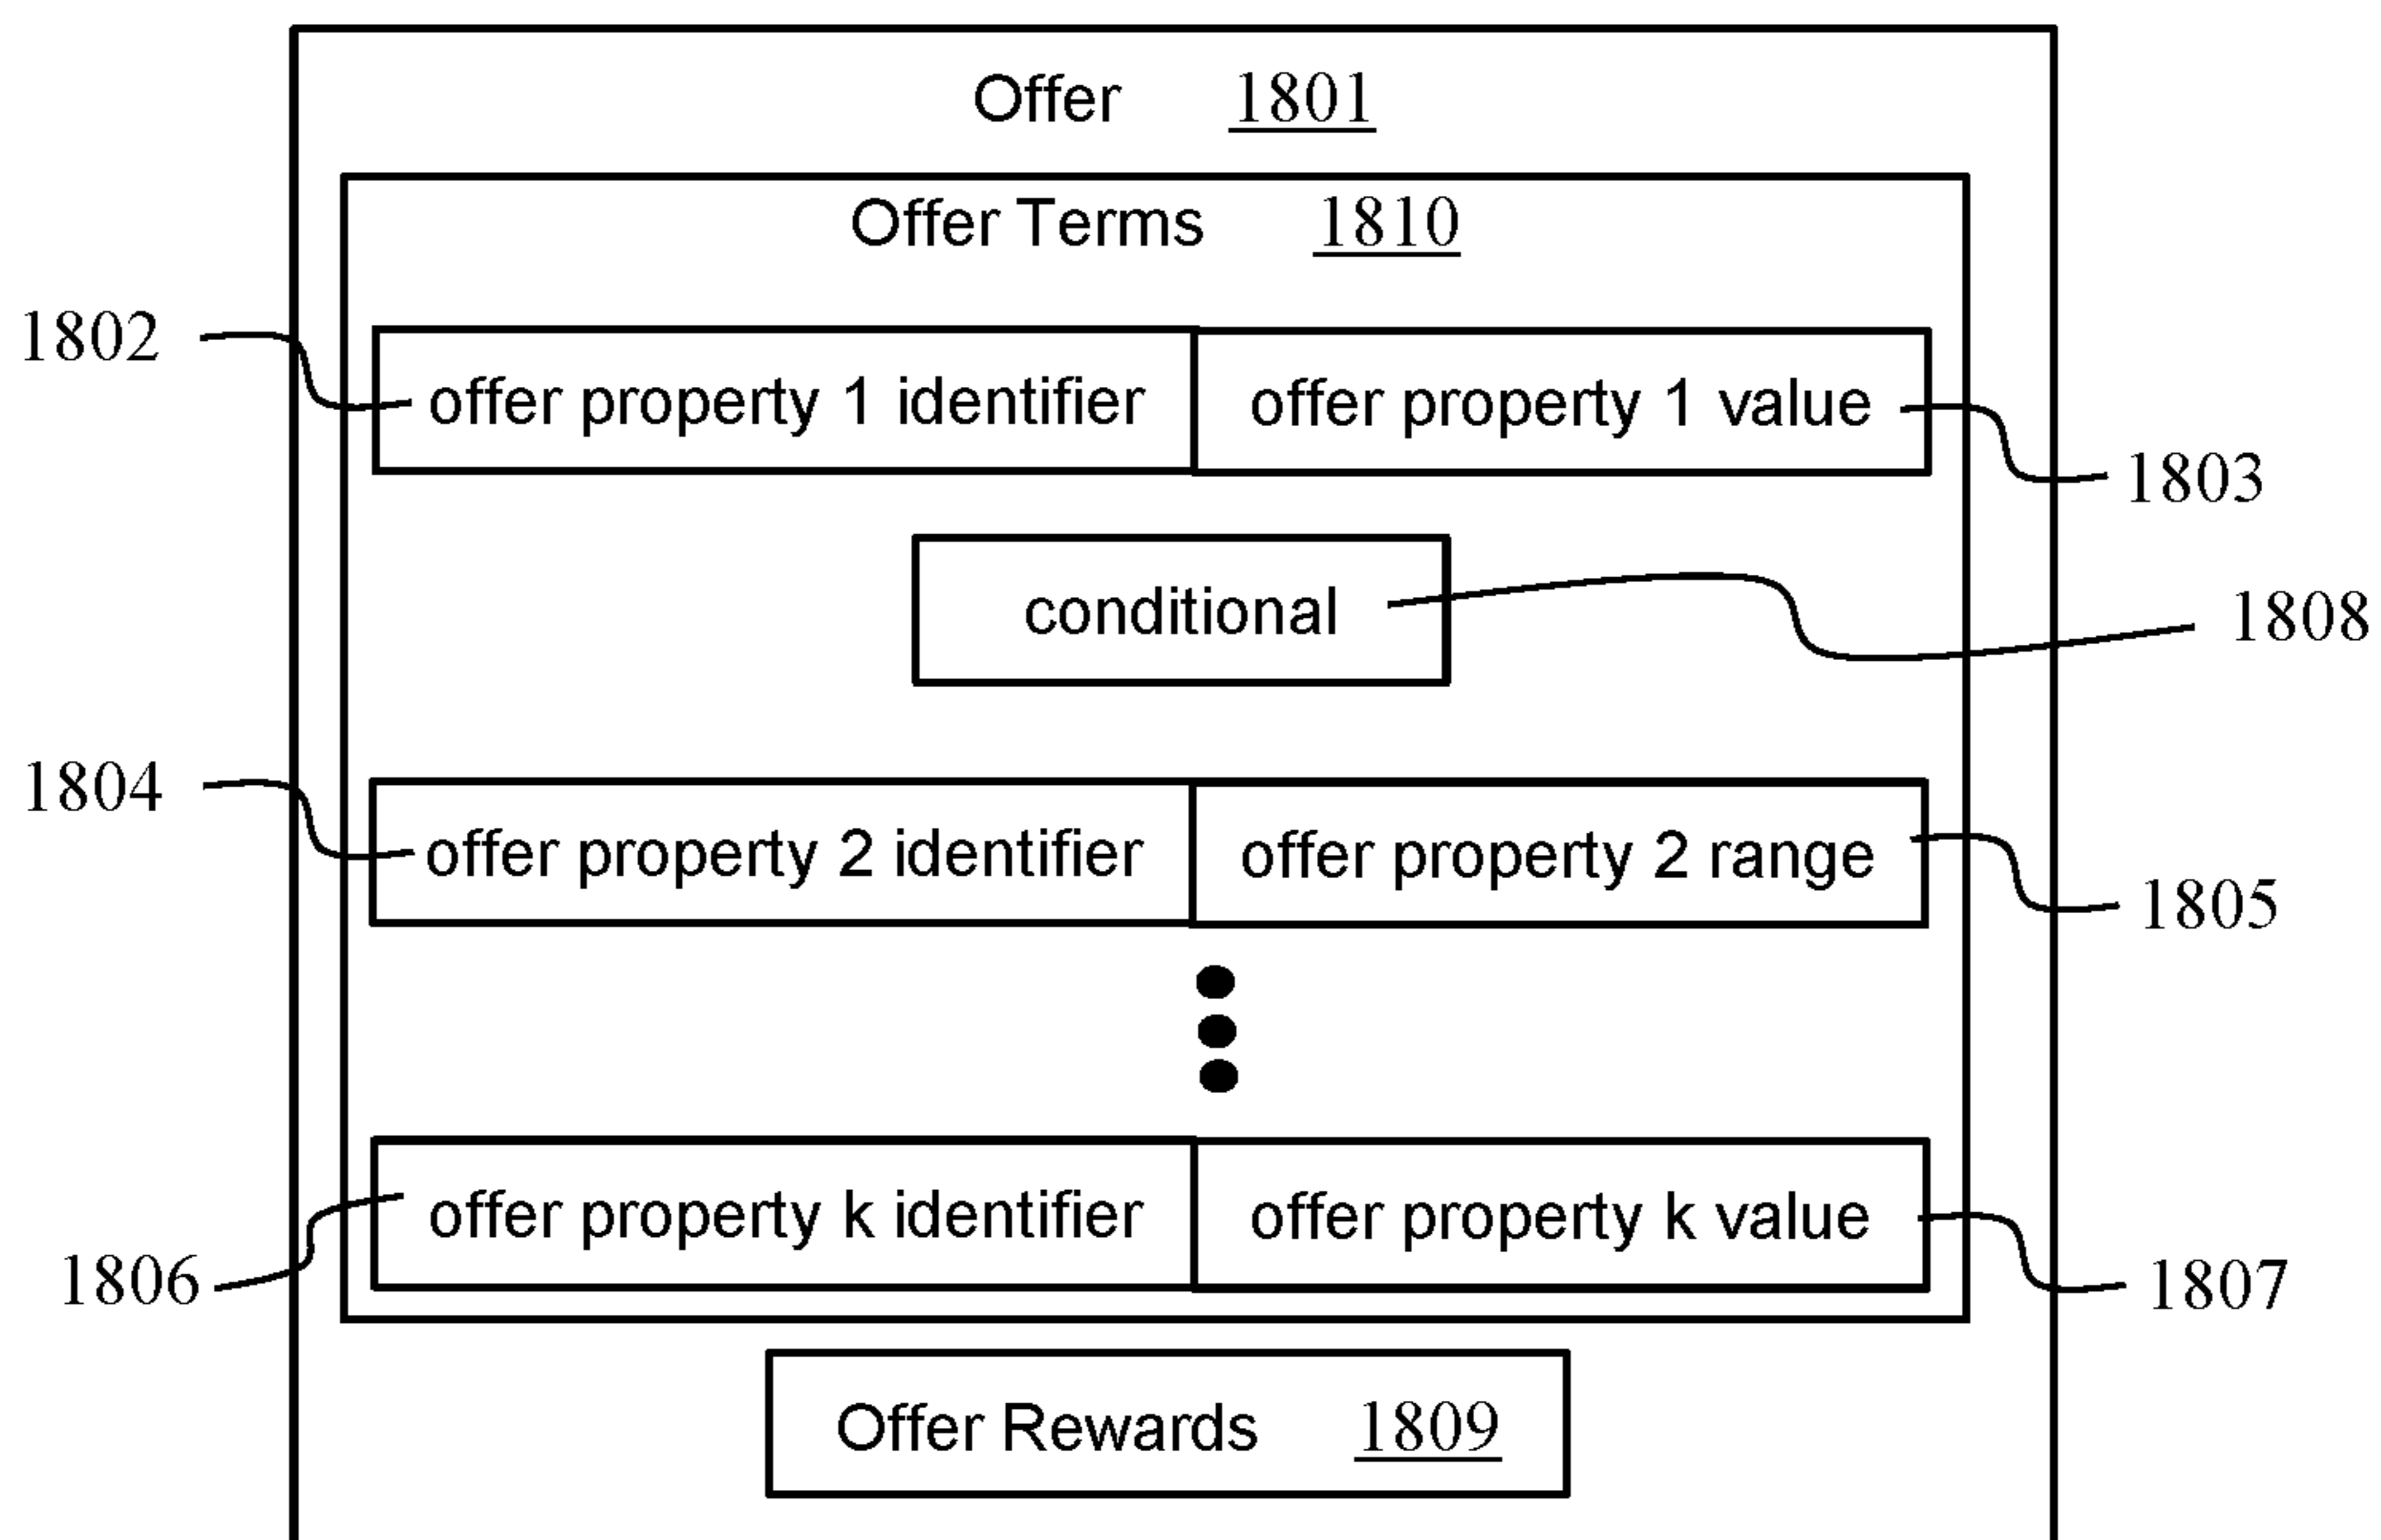 Offer 1801
Offer Terms 1810
1802
offer property 1 identifier
offer property 1 value
1803
conditional
1808
1804
offer property 2 identifier
offer property 2 range
1805
offer property k identifier
offer property k value
1806
1807
Offer Rewards 1809